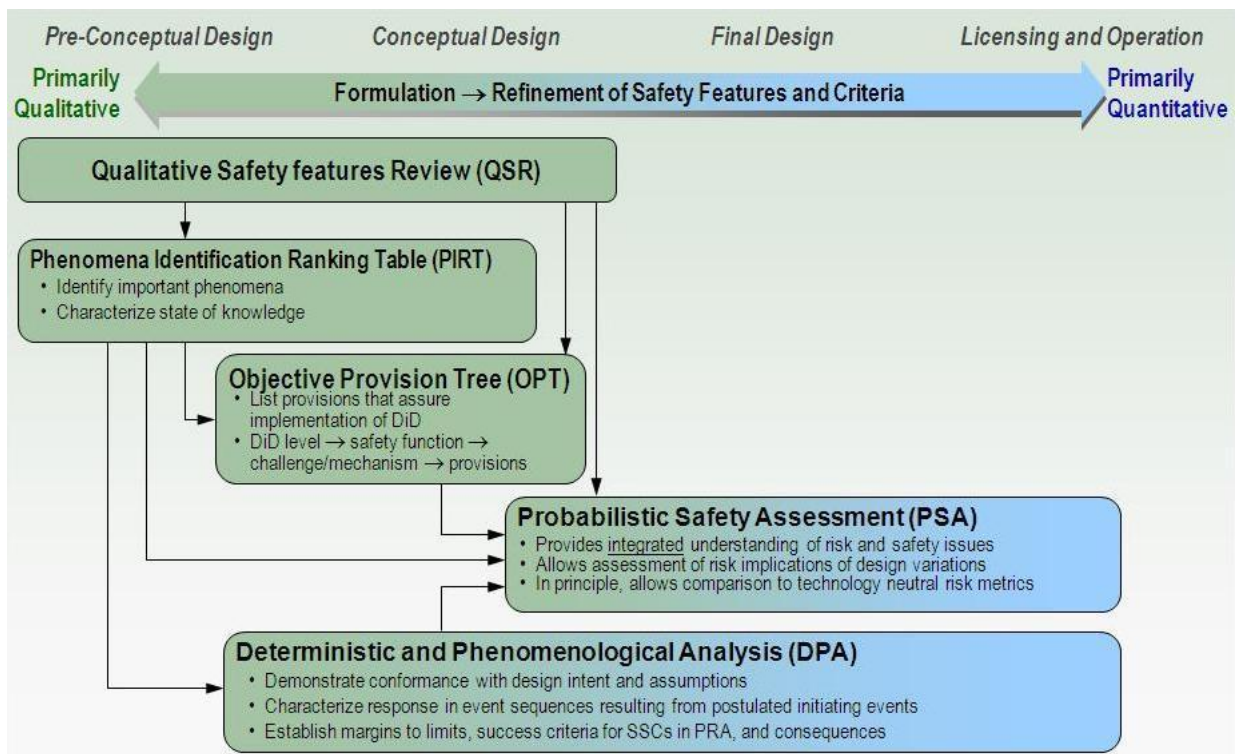 Pre-Conceptual Design Conceptual Design Final Design Licensing and Operation
Primarily
Qualitative
Formulation → Refinement of Safety Features and Criteria
Primarily
Quantitative
Qualitative Safety features Review (QSR)
Phenomena Identification Ranking Table (PIRT)
• Identify important phenomena
• Characterize state of knowledge
Objective Provision Tree (OPT)
• List provisions that assure
implementation of DiD
• DiD level → safety function →
challenge/mechanism → provisions
Probabilistic Safety Assessment (PSA)
• Provides integrated understanding of risk and safety issues
• Allows assessment of risk implications of design variations
• In principle, allows comparison to technology neutral risk metrics
Deterministic and Phenomenological Analysis (DPA)
• Demonstrate conformance with design intent and assumptions
• Characterize response in event sequences resulting from postulated initiating events
• Establish margins to limits, success criteria for SSCs in PRA, and consequences